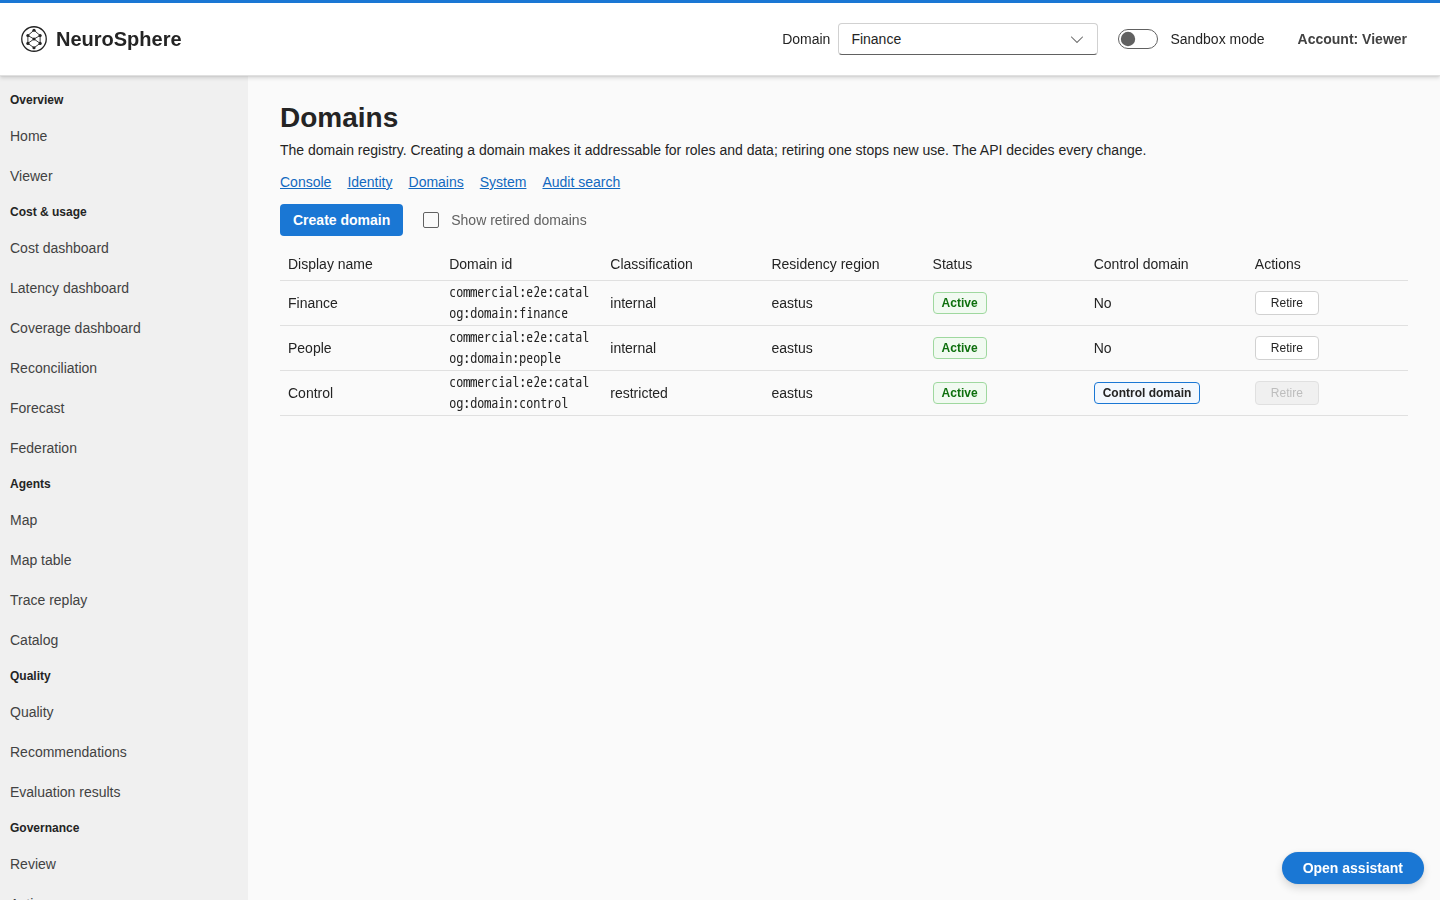 NeuroSphere
Domain
Finance
Sandbox mode
Account: Viewer
Overview
Home
Viewer
Cost & usage
Cost dashboard
Latency dashboard
Coverage dashboard
Reconciliation
Forecast
Federation
Agents
Map
Map table
Trace replay
Catalog
Quality
Quality
Recommendations
Evaluation results
Governance
Review
Domains
The domain registry. Creating a domain makes it addressable for roles and data; retiring one stops new use. The API decides every change.
Console Identity Domains System Audit search
Create domain Show retired domains
Display name Domain id Classification Residency region Status Control domain Actions
Finance commercial:e2e:catal internal eastus Active No Retire
og:domain:finance
People commercial:e2e:catal internal eastus Active No Retire
og:domain:people
Control commercial:e2e:catal restricted eastus Active Control domain Retire
og:domain:control
Open assistant